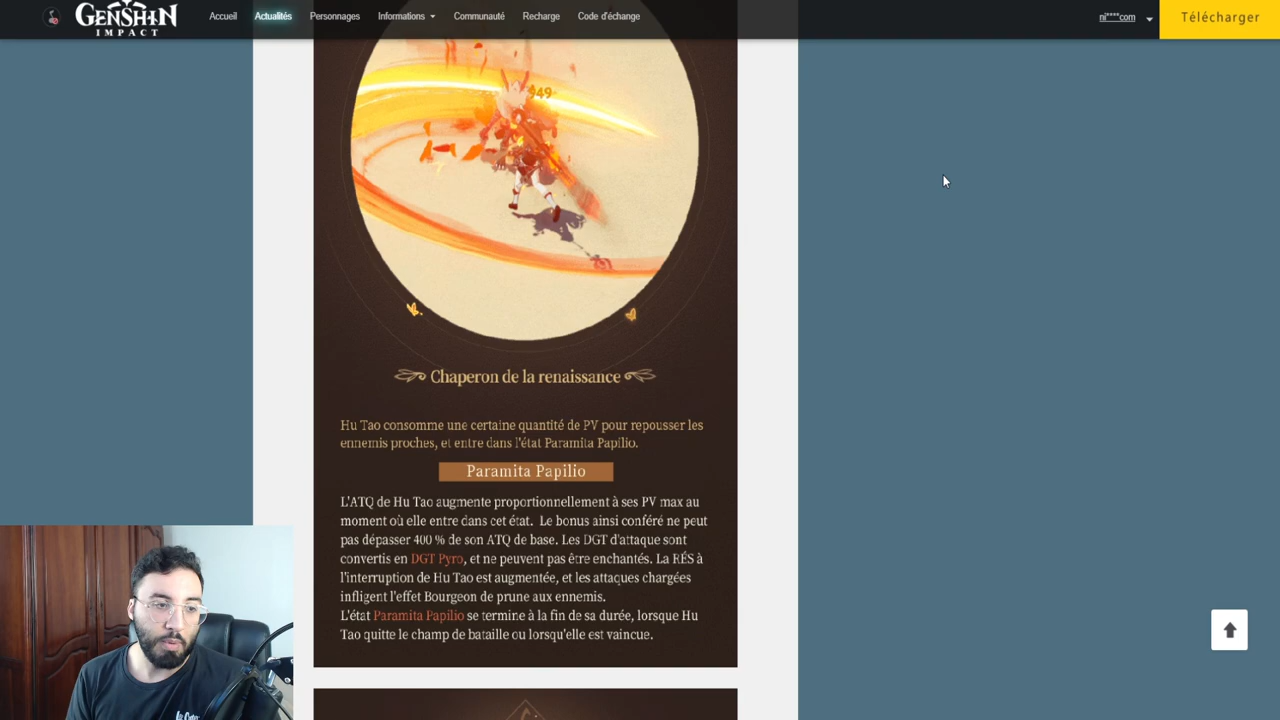 GENSHIN
IMPACT
Accueil
Actualités
Personnages
Informations
Communauté
Recharge
Code d'échange
ni****com
Télécharger
949
Chaperon de la renaissance
Hu Tao consomme une certaine quantité de PV pour repousser les
ennemis proches, et entre dans l'état Paramita Papilio.
Paramita Papilio
L'ATQ de Hu Tao augmente proportionnellement à ses PV max au
moment où elle entre dans cet état. Le bonus ainsi conféré ne peut
pas dépasser 400 % de son ATQ de base. Les DGT d'attaque sont
convertis en DGT Pyro, et ne peuvent pas être enchantés. La RÉS à
l'interruption de Hu Tao est augmentée, et les attaques chargées
infligent l'effet Bourgeon de prune aux ennemis.
L'état Paramita Papilio se termine à la fin de sa durée, lorsque Hu
Tao quitte le champ de bataille ou lorsqu'elle est vaincue.